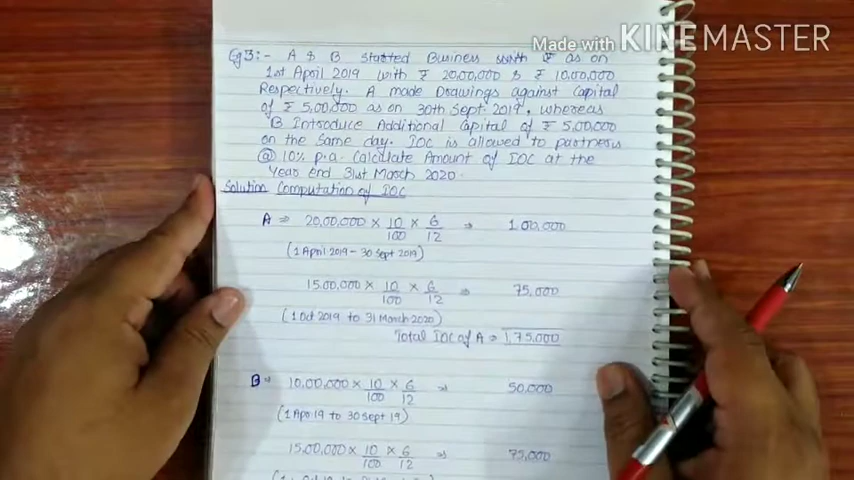 Made with KINEMASTER
Eg 3:- A & B started Business with ₹ as on
1st April 2019 with ₹ 20,00,000 & ₹ 10,00,000
Respectively. A made Drawings against Capital
of ₹ 5,00,000 as on 30th Sept. 2019, whereas
B Introduce Additional Capital of ₹ 5,00,000
on the same day. IOC is allowed to partners
@ 10% p.a. Calculate Amount of IOC at the
Year end 31st March 2020.
Solution Computation of IOC
A ⇒ 20,00,000 × 10/100 × 6/12 ⇒ 1,00,000
(1 April 2019 - 30 Sept 2019)
15,00,000 × 10/100 × 6/12 ⇒ 75,000
(1 Oct 2019 to 31 March 2020)
Total IOC of A = 1,75,000
B ⇒ 10,00,000 × 10/100 × 6/12 ⇒ 50,000
(1 Apr 19 to 30 Sept 19)
15,00,000 × 10/100 × 6/12 ⇒ 75,000